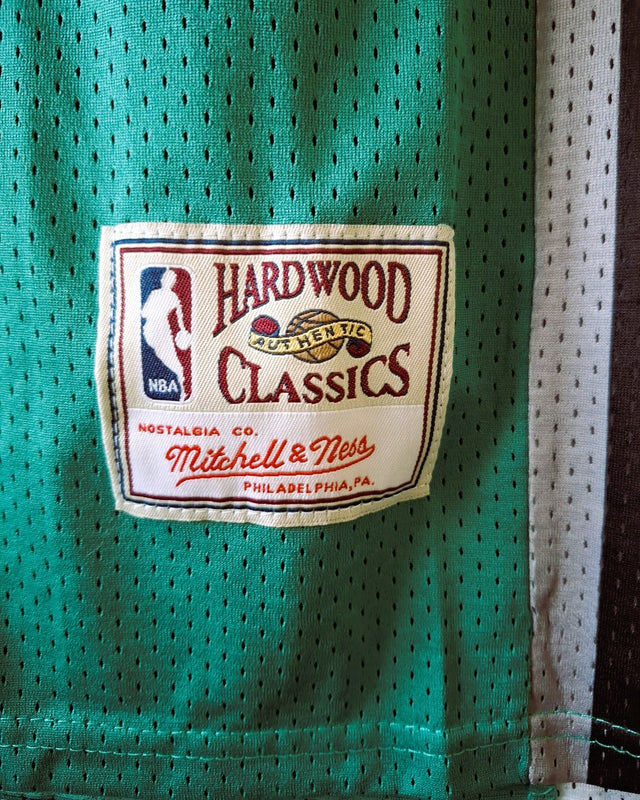 HARDWOOD
AUTHENTIC
CLASSICS
NBA
NOSTALGIA CO.
Mitchell & Ness
PHILADELPHIA, PA.